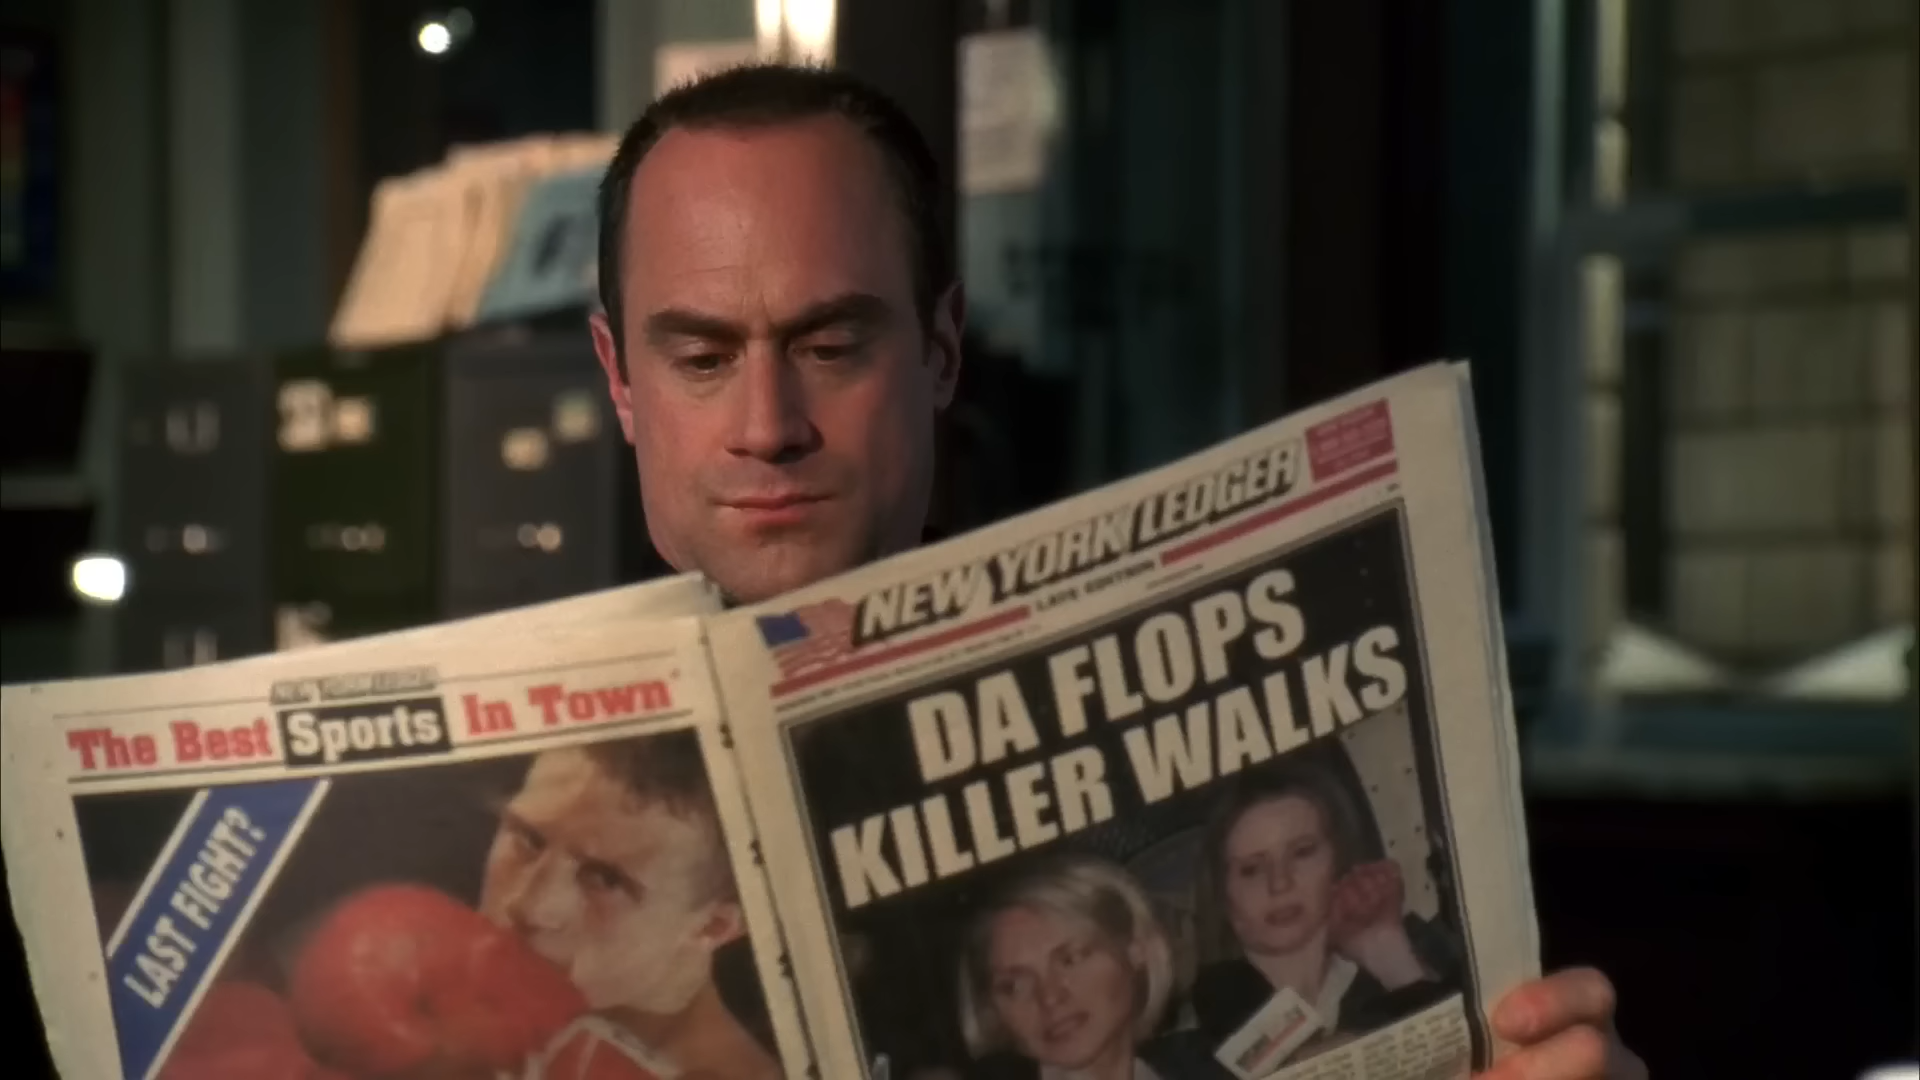 NEW YORK LEDGER
The Best Sports In Town
LAST FIGHT?
NEW YORK LEDGER
LATE EDITION
DA FLOPS
KILLER WALKS